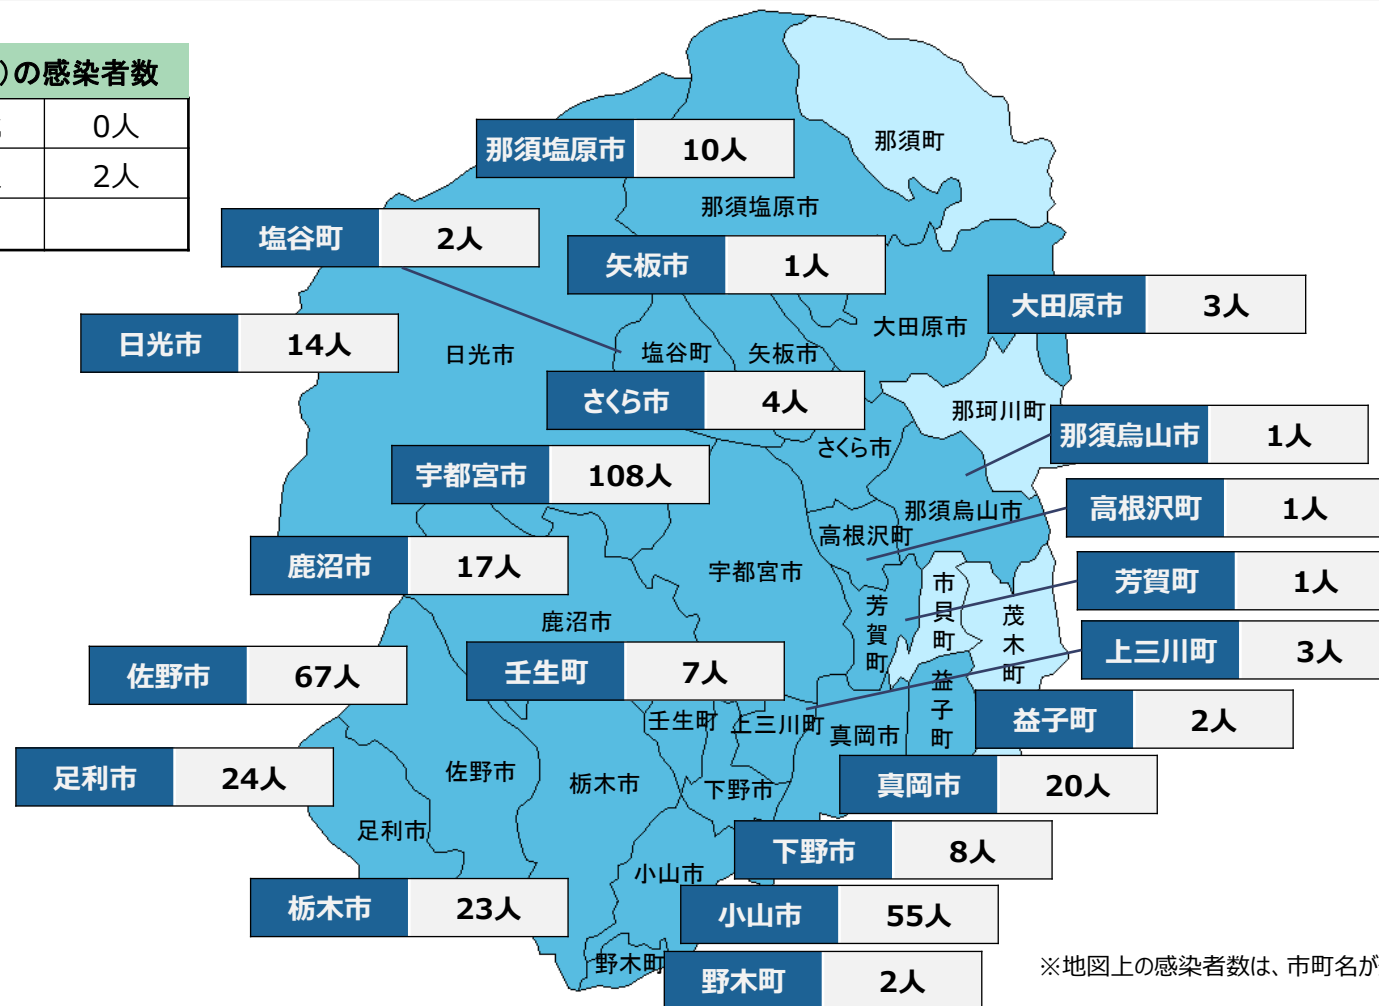 )の感染者数
0人
2人
那須町
那須塩原市 10人
那須塩原市
塩谷町 2人
矢板市 1人
大田原市 3人
大田原市
日光市 14人
日光市
塩谷町
矢板市
さくら市 4人
那珂川町
那須烏山市 1人
さくら市
宇都宮市 108人
高根沢町 1人
那須烏山市
高根沢町
鹿沼市 17人
宇都宮市
芳賀町 1人
市貝町
芳賀町
茂木町
鹿沼市
上三川町 3人
佐野市 67人
壬生町 7人
益子町
益子町 2人
壬生町
上三川町
真岡市
足利市 24人
佐野市
栃木市
下野市
真岡市 20人
足利市
下野市 8人
小山市
栃木市 23人
小山市 55人
野木町
野木町 2人
※地図上の感染者数は、市町名が